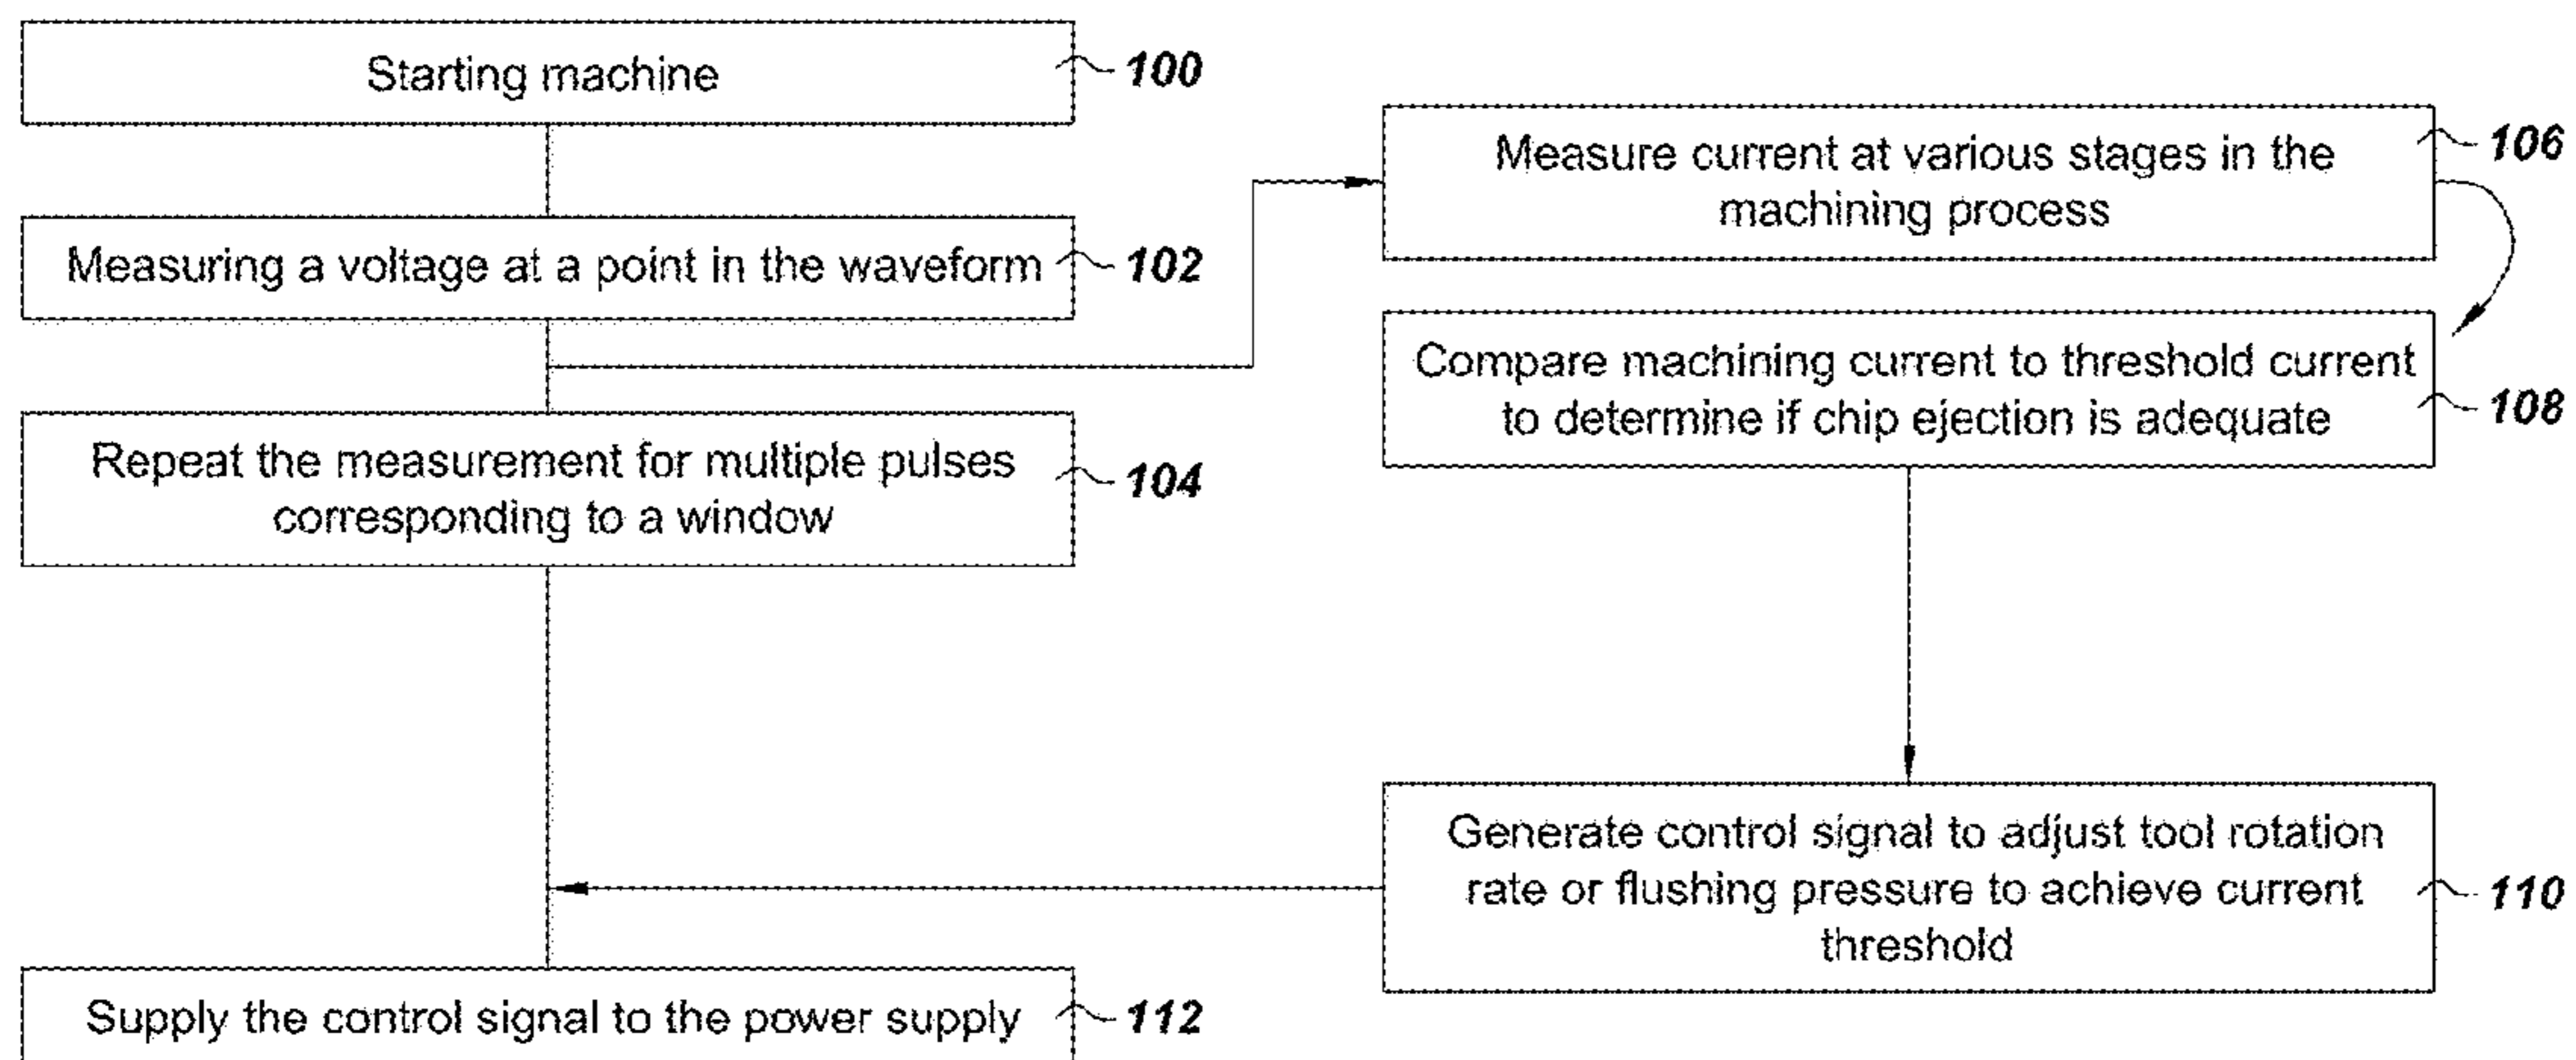 Starting machine
100
Measuring a voltage at a point in the waveform
102
Repeat the measurement for multiple pulses
corresponding to a window
104
Measure current at various stages in the
machining process
106
Compare machining current to threshold current
to determine if chip ejection is adequate
108
Generate control signal to adjust tool rotation
rate or flushing pressure to achieve current
threshold
110
Supply the control signal to the power supply
112